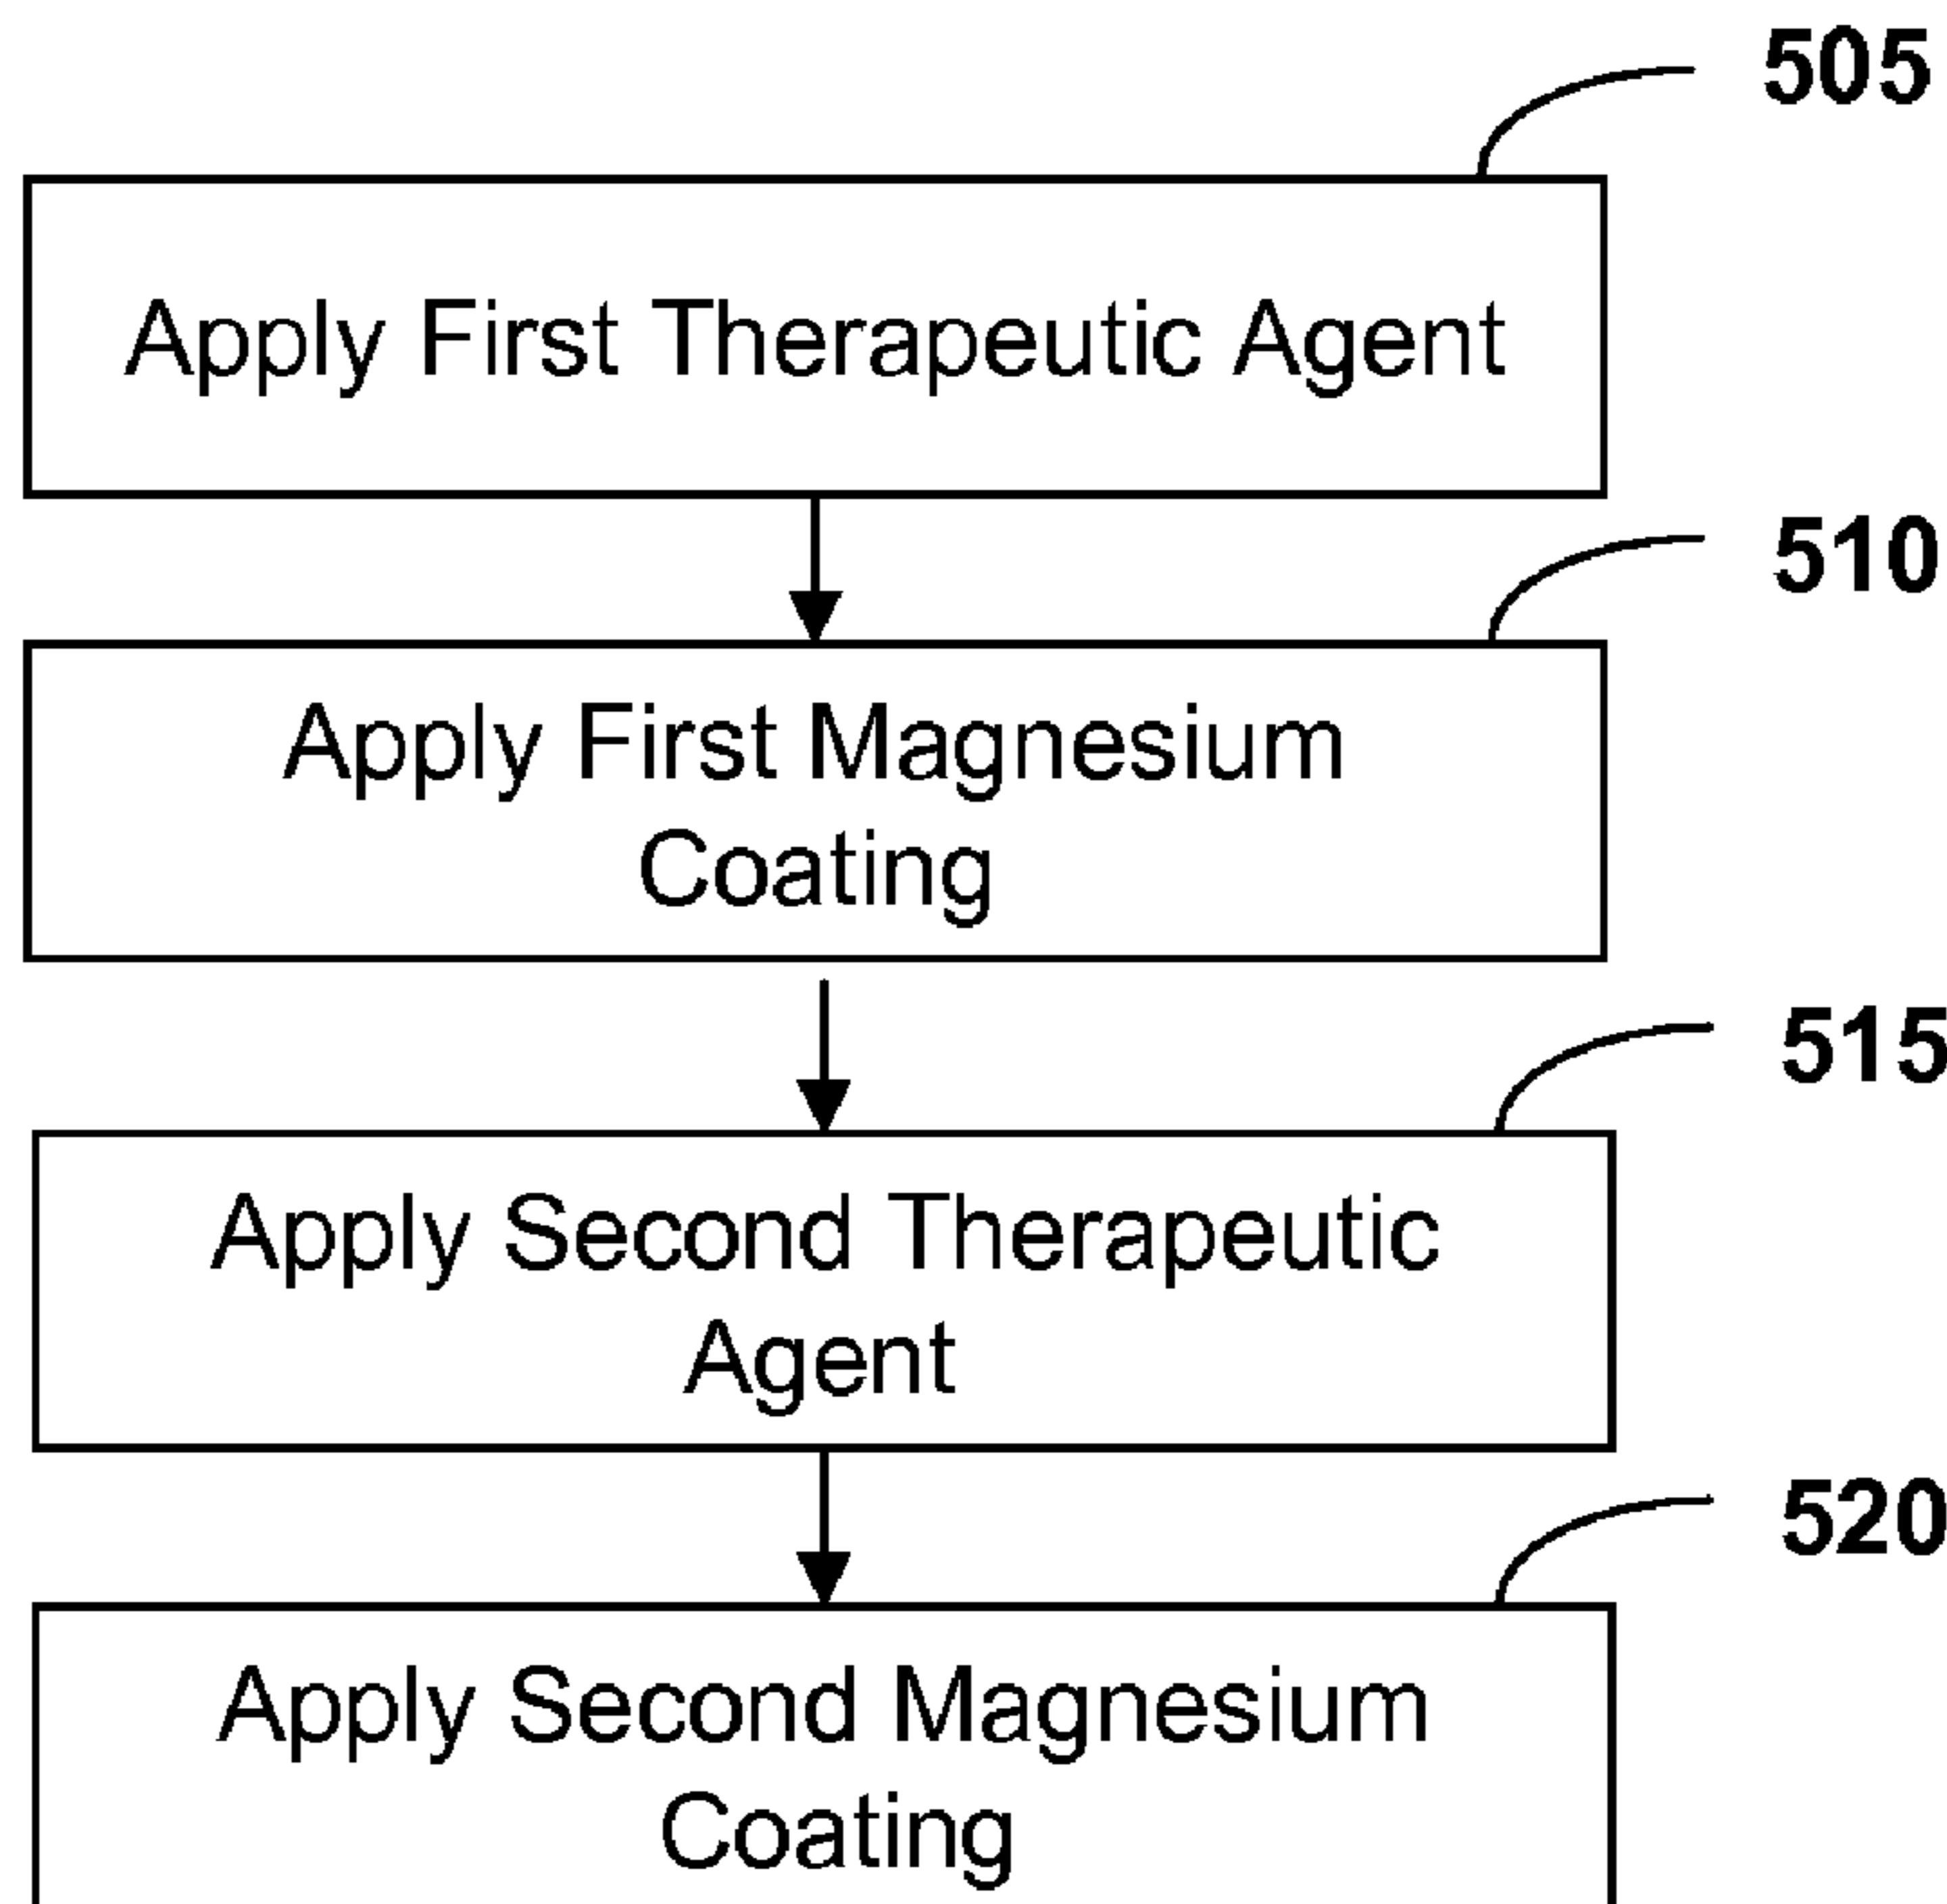 505
Apply First Therapeutic Agent
510
Apply First Magnesium
Coating
515
Apply Second Therapeutic
Agent
520
Apply Second Magnesium
Coating